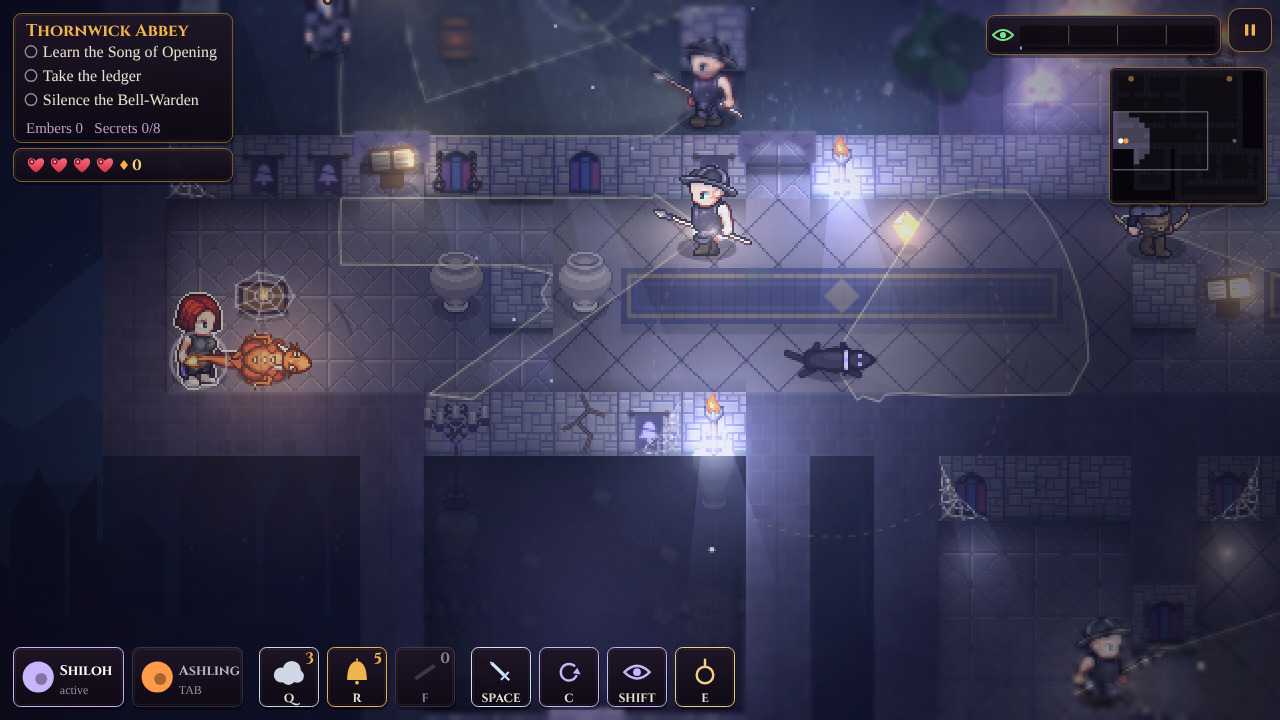 THORNWICK ABBEY
Learn the Song of Opening
Take the ledger
Silence the Bell-Warden
Embers 0 Secrets 0/8
0
SHILOH
active
ASHLING
TAB
3
Q
5
R
0
F
SPACE
C
SHIFT
E